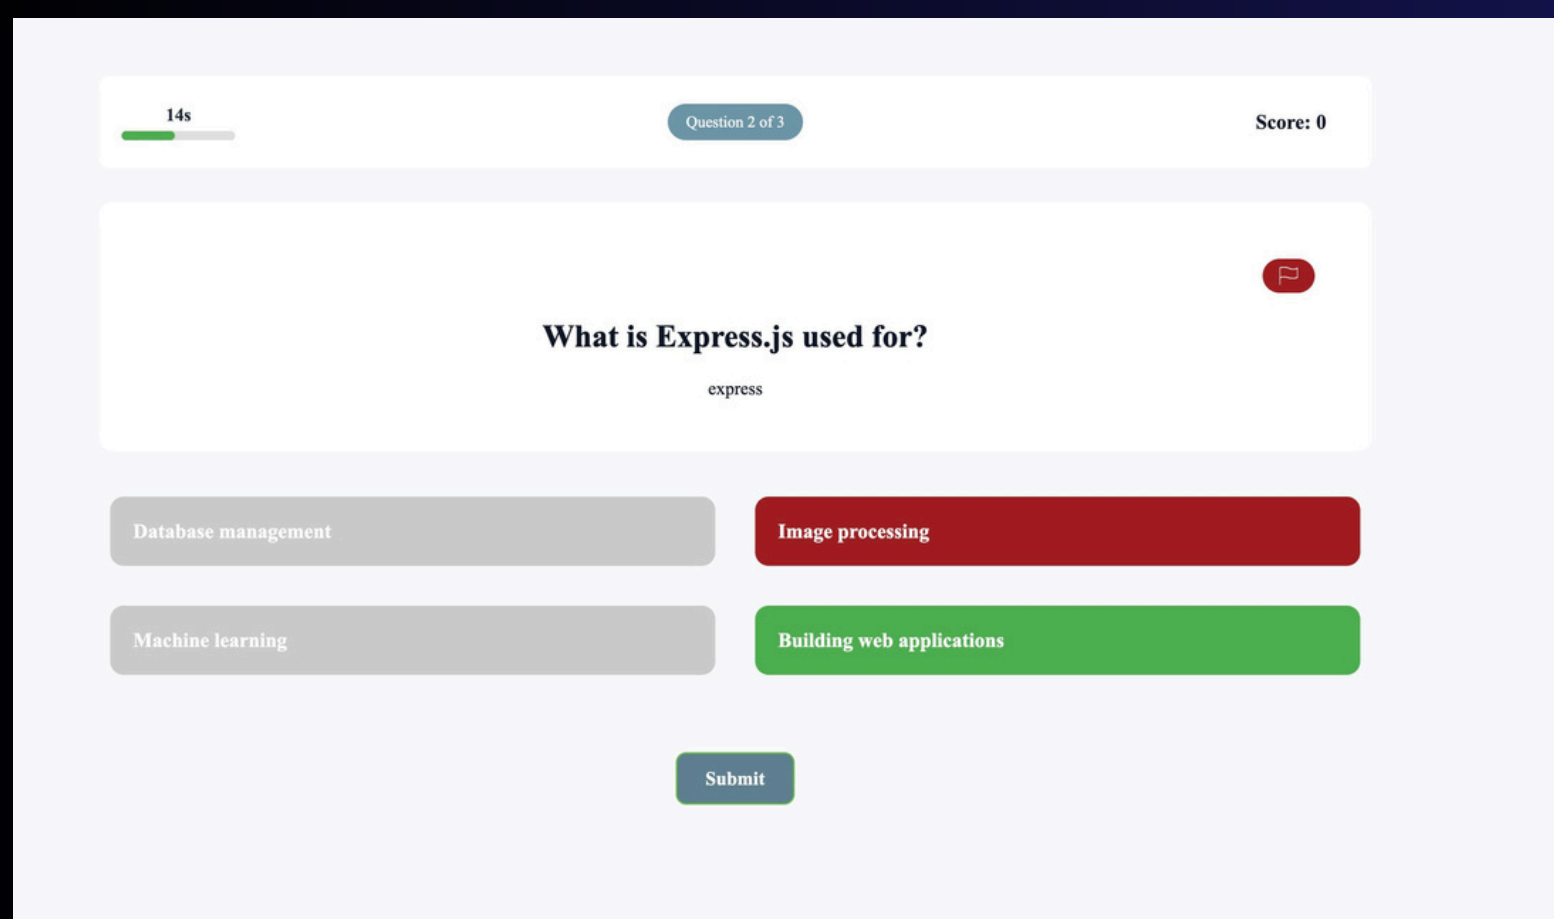 14s
Question 2 of 3
Score: 0
What is Express.js used for?
express
Database management
Image processing
Machine learning
Building web applications
Submit